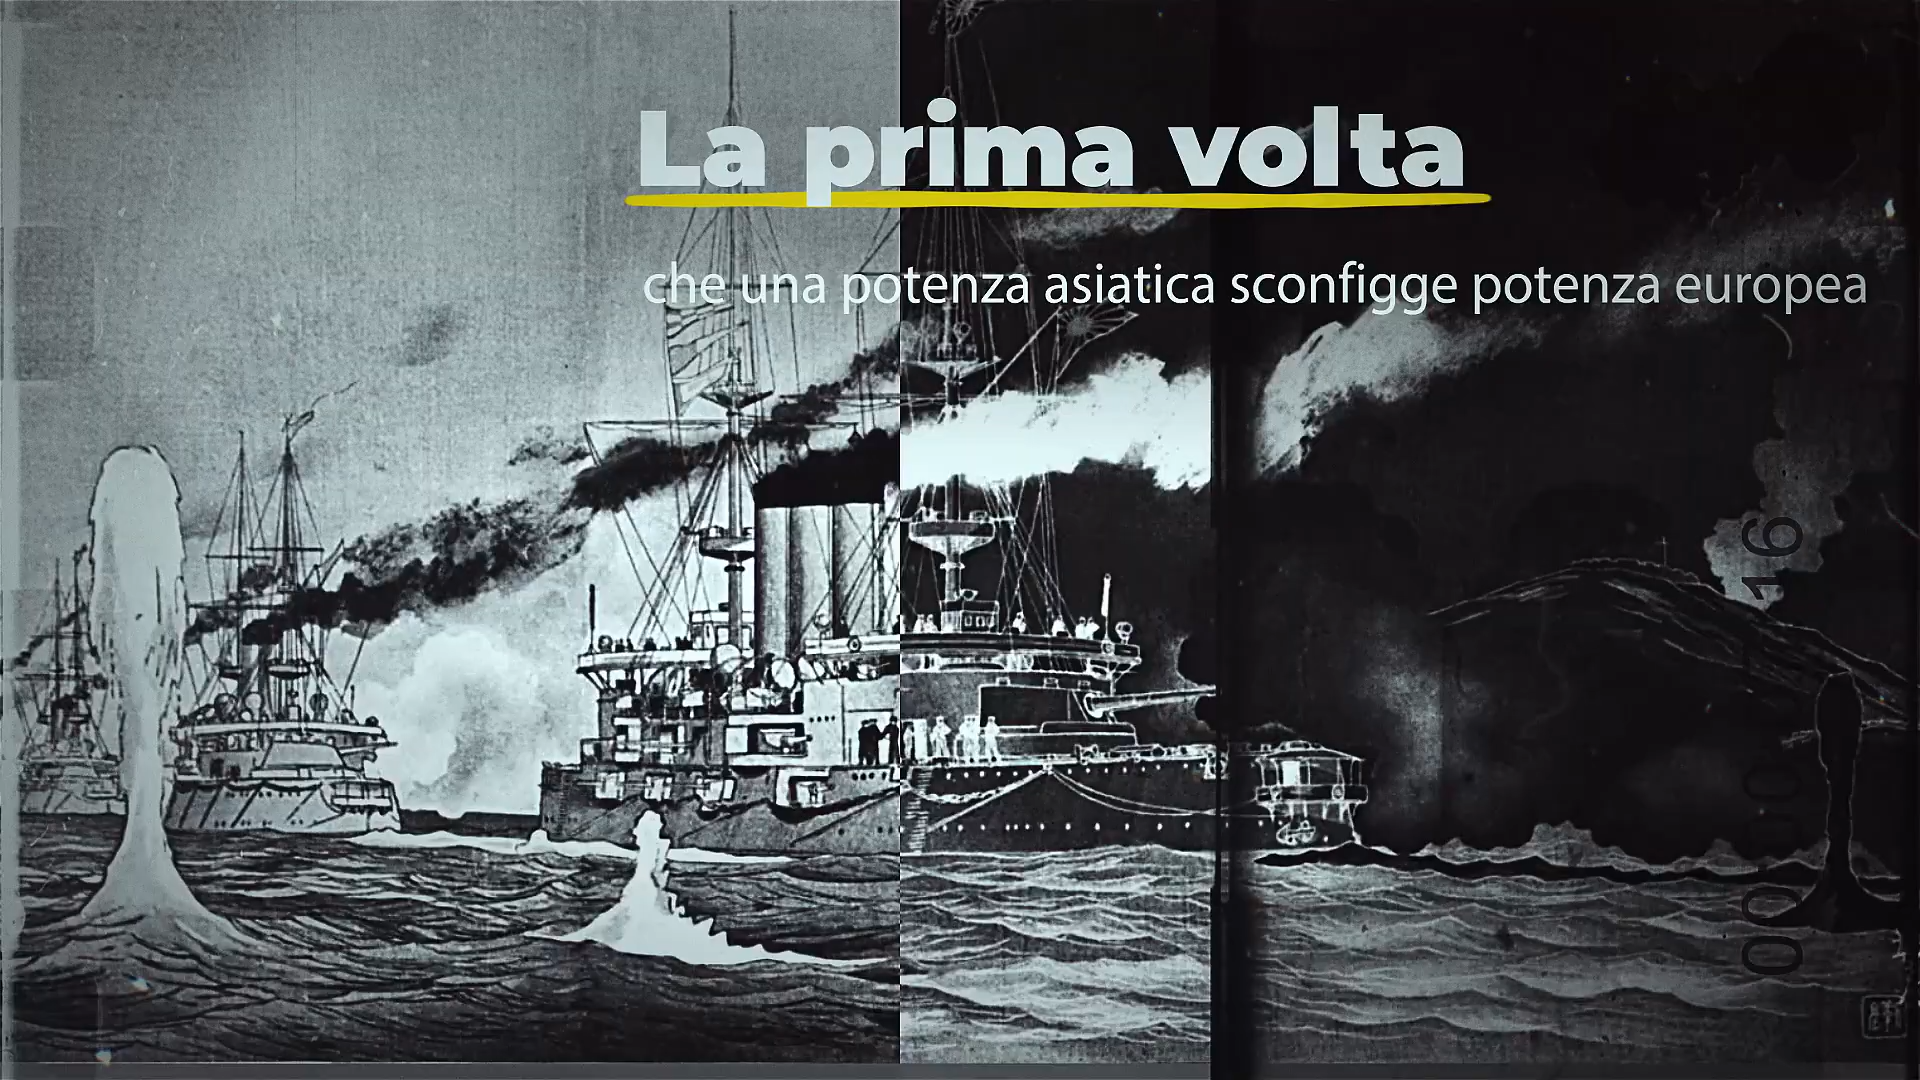 La prima volta
che una potenza asiatica sconfigge potenza europea